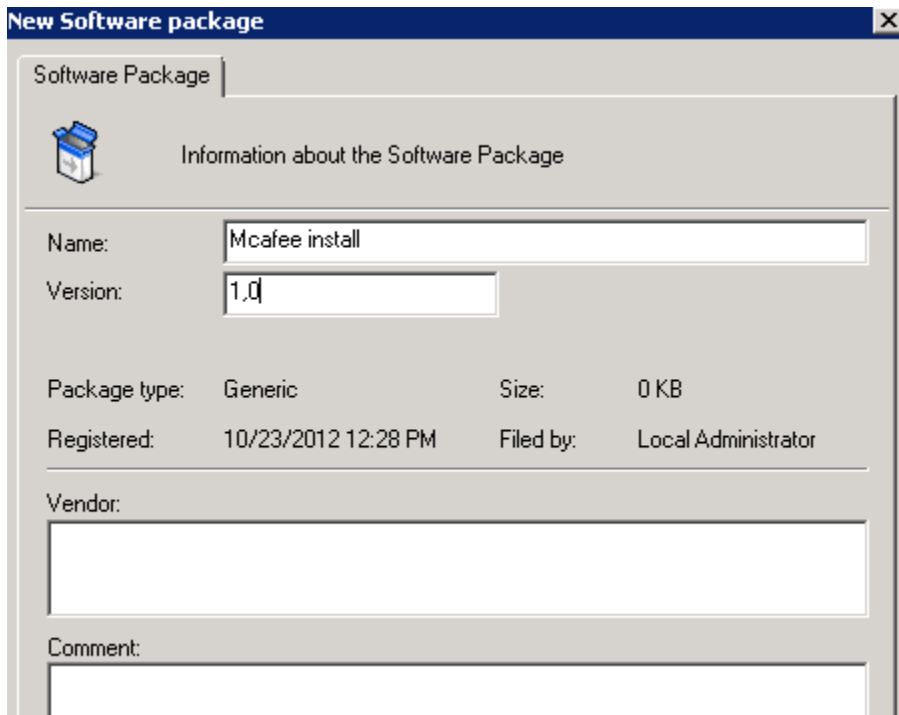 New Software package
Software Package
Information about the Software Package
Name: Mcafee install
Version: 1,0
Package type: Generic Size: 0 KB
Registered: 10/23/2012 12:28 PM Filed by: Local Administrator
Vendor:
Comment: